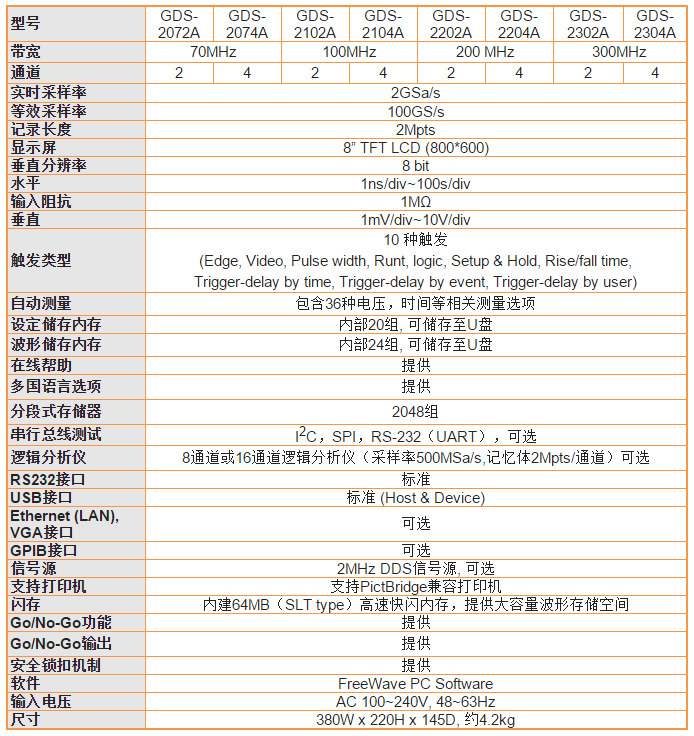 型号 GDS-2072A GDS-2074A GDS-2102A GDS-2104A GDS-2202A GDS-2204A GDS-2302A GDS-2304A
带宽 70MHz 100MHz 200 MHz 300MHz
通道 2 4 2 4 2 4 2 4
实时采样率 2GSa/s
等效采样率 100GS/s
记录长度 2Mpts
显示屏 8” TFT LCD (800*600)
垂直分辨率 8 bit
水平 1ns/div~100s/div
输入阻抗 1MΩ
垂直 1mV/div~10V/div
触发类型 10 种触发
(Edge, Video, Pulse width, Runt, logic, Setup & Hold, Rise/fall time,
Trigger-delay by time, Trigger-delay by event, Trigger-delay by user)
自动测量 包含36种电压，时间等相关测量选项
设定储存内存 内部20组, 可储存至U盘
波形储存内存 内部24组, 可储存至U盘
在线帮助 提供
多国语言选项 提供
分段式存储器 2048组
串行总线测试 I²C，SPI，RS-232（UART），可选
逻辑分析仪 8通道或16通道逻辑分析仪（采样率500MSa/s,记忆体2Mpts/通道）可选
RS232接口 标准
USB接口 标准 (Host & Device)
Ethernet (LAN),
VGA接口 可选
GPIB接口 可选
信号源 2MHz DDS信号源, 可选
支持打印机 支持PictBridge兼容打印机
闪存 内建64MB（SLT type）高速快闪内存，提供大容量波形存储空间
Go/No-Go功能 提供
Go/No-Go输出 提供
安全锁扣机制 提供
软件 FreeWave PC Software
输入电压 AC 100~240V, 48~63Hz
尺寸 380W x 220H x 145D, 约4.2kg